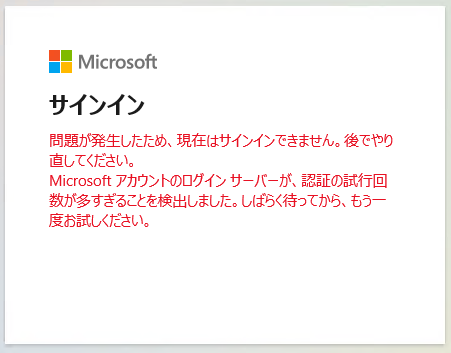 Microsoft
サインイン
問題が発生したため、現在はサインインできません。後でやり
直してください。
Microsoft アカウントのログイン サーバーが、認証の試行回
数が多すぎることを検出しました。しばらく待ってから、もう一
度お試しください。